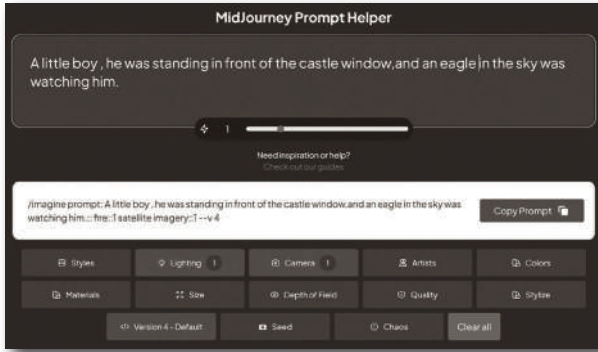 MidJourney Prompt Helper
A little boy , he was standing in front of the castle window,and an eagle in the sky was
watching him.
1
Need inspiration or help?
Check out our guides
/imagine prompt: A little boy , he was standing in front of the castle window,and an eagle in the sky was
watching him.:: fire::1 satellite imagery::1 --v 4
Copy Prompt
Styles
Lighting 1
Camera 1
Artists
Colors
Materials
Size
Depth of Field
Quality
Stylize
Version 4 - Default
Seed
Chaos
Clear all